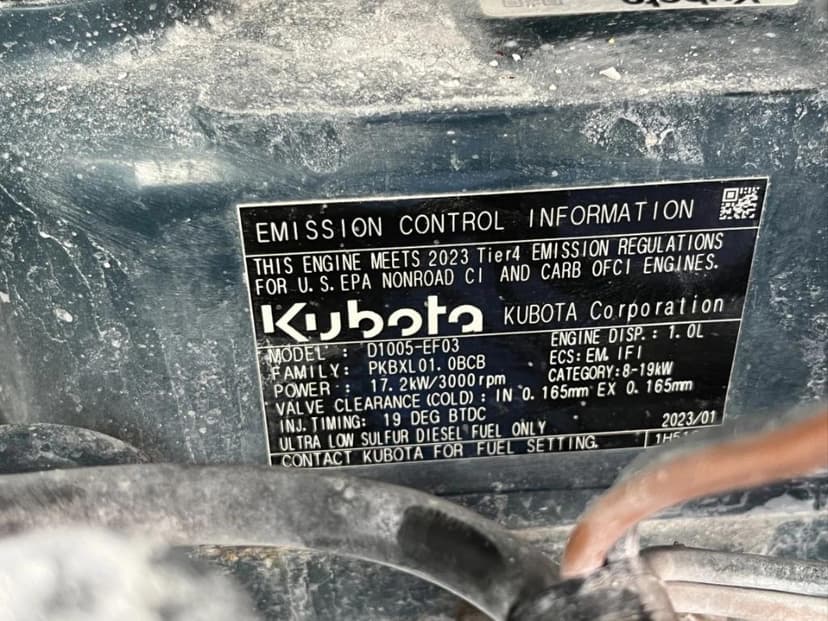 Kubota
EMISSION CONTROL INFORMATION
THIS ENGINE MEETS 2023 Tier4 EMISSION REGULATIONS
FOR U.S. EPA NONROAD CI AND CARB OFCI ENGINES.
Kubota KUBOTA Corporation
MODEL : D1005-EF03 ENGINE DISP.: 1.0L
FAMILY: PKBXL01.0BCB ECS: EM, IFI
POWER : 17.2kW/3000rpm CATEGORY:8-19kW
VALVE CLEARANCE (COLD) : IN 0.165mm EX 0.165mm
INJ. TIMING: 19 DEG BTDC
ULTRA LOW SULFUR DIESEL FUEL ONLY 2023/01
CONTACT KUBOTA FOR FUEL SETTING.